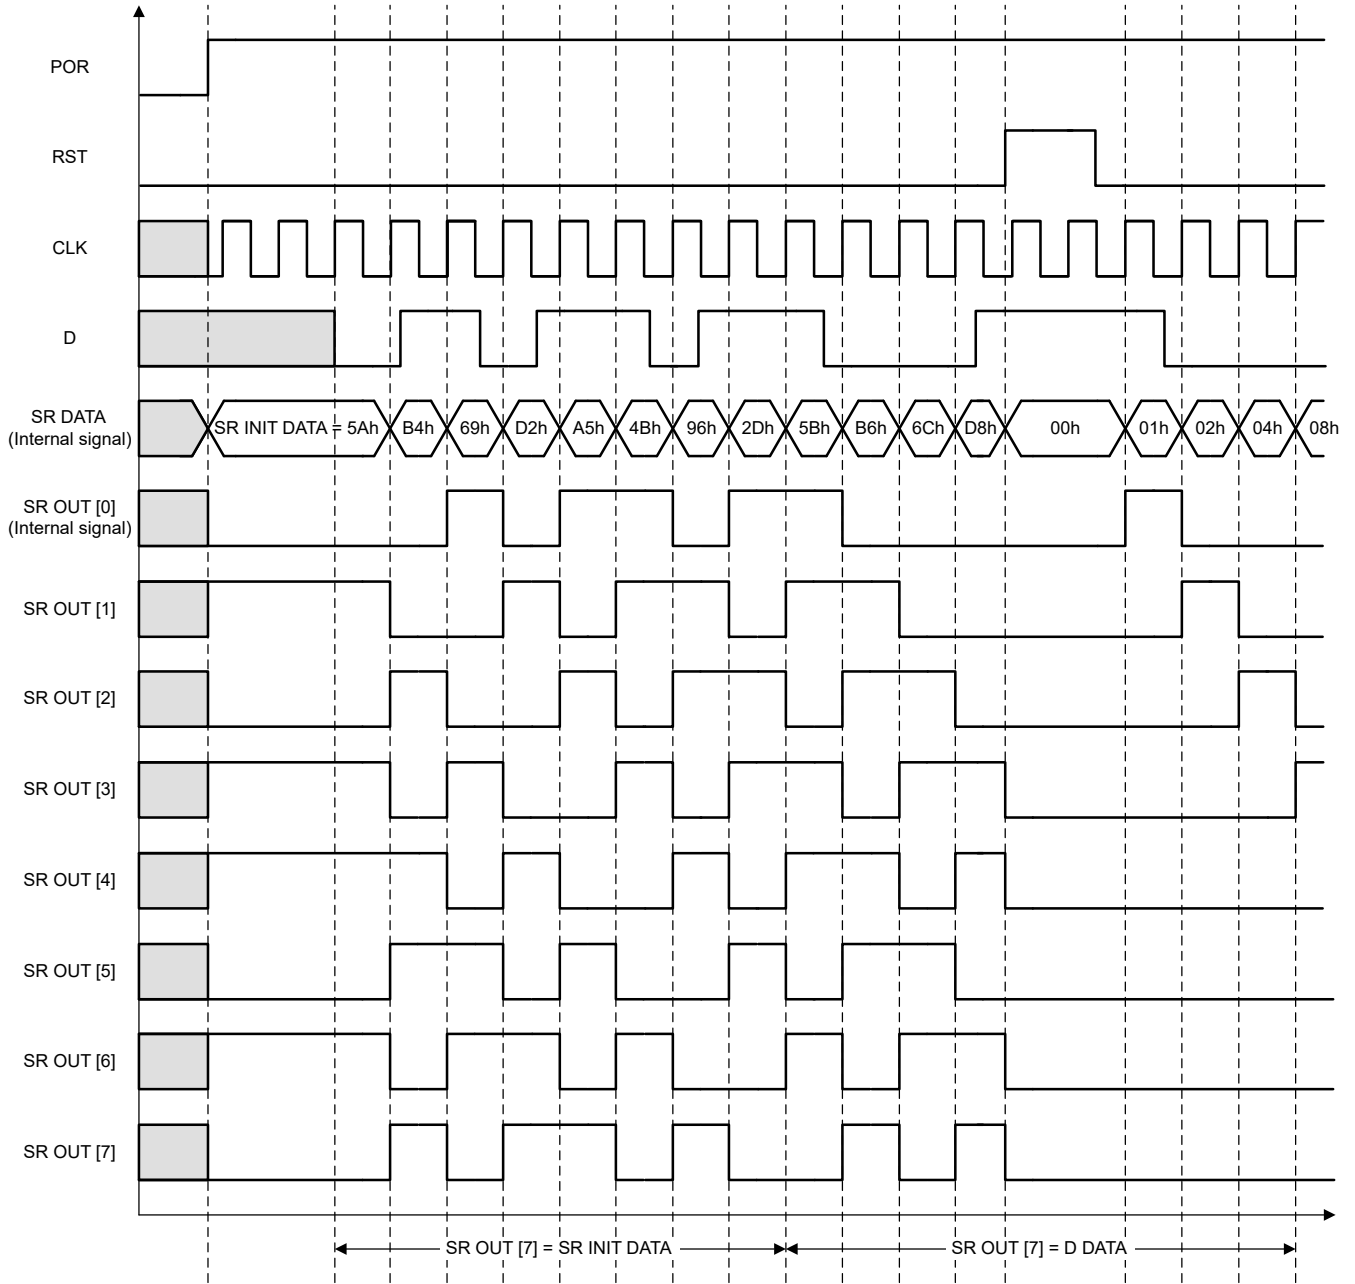 POR
RST
CLK
D
SR DATA
(Internal signal)
SR INIT DATA = 5Ah B4h 69h D2h A5h 4Bh 96h 2Dh 5Bh B6h 6Ch D8h 00h 01h 02h 04h 08h
SR OUT [0]
(Internal signal)
SR OUT [1]
SR OUT [2]
SR OUT [3]
SR OUT [4]
SR OUT [5]
SR OUT [6]
SR OUT [7]
SR OUT [7] = SR INIT DATA SR OUT [7] = D DATA